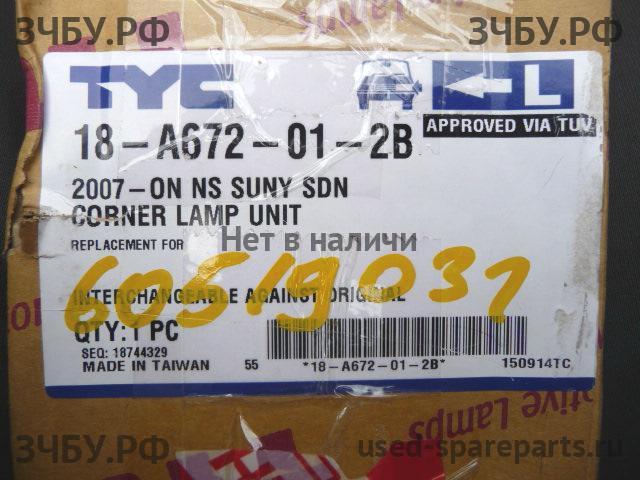 ЗЧБУ.РФ
ЗЧБУ.РФ
TYC
L
18-A672-01-2B
APPROVED VIA TUV
2007-ON NS SUNY SDN
CORNER LAMP UNIT
REPLACEMENT FOR
Нет в наличи
60519031
INTERCHANGEABLE AGAINST ORIGINAL
QTY:1 PC
SEQ: 18744329
MADE IN TAIWAN
55
*18-A672-01-2B*
150914TC
ЗЧБУ.РФ
used-spareparts.ru